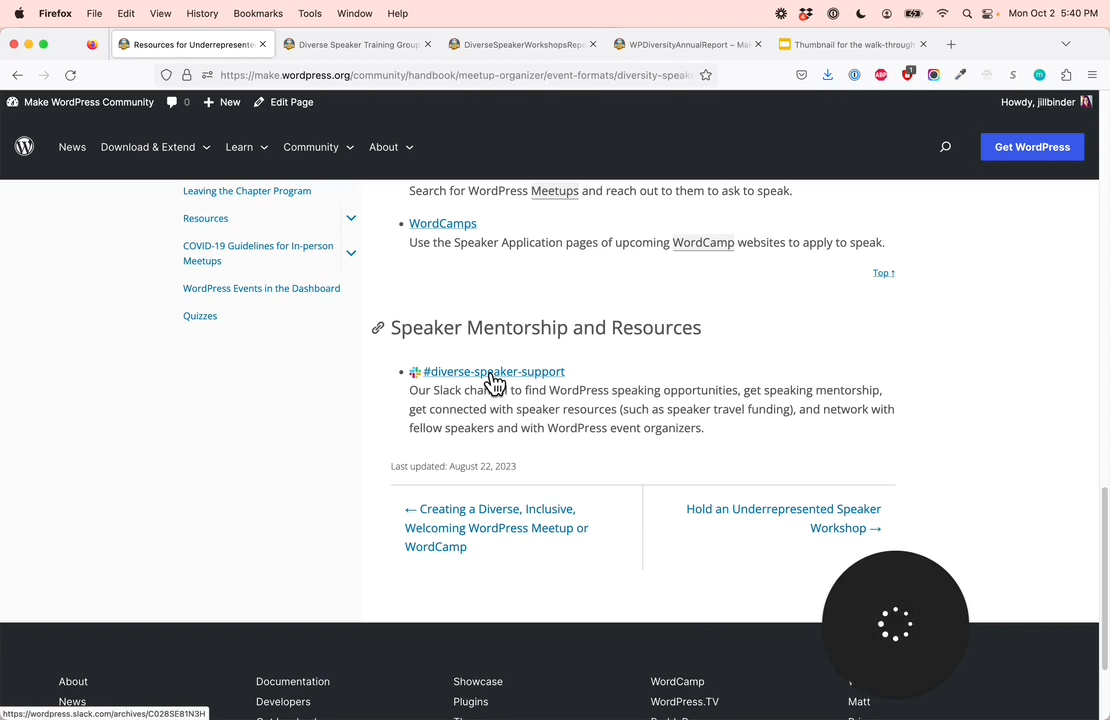 Firefox File Edit View History Bookmarks Tools Window Help Mon Oct 2 5:40 PM
Resources for Underrepresente Diverse Speaker Training Group DiverseSpeakerWorkshopsRepo WPDiversityAnnualReport – Ma Thumbnail for the walk-through
https://make.wordpress.org/community/handbook/meetup-organizer/event-formats/diversity-speake
ABP 1 S m
Make WordPress Community 0 New Edit Page Howdy, jillbinder
News Download & Extend Learn Community About Get WordPress
Leaving the Chapter Program
Resources
COVID-19 Guidelines for In-person
Meetups
WordPress Events in the Dashboard
Quizzes
Search for WordPress Meetups and reach out to them to ask to speak.
WordCamps
Use the Speaker Application pages of upcoming WordCamp websites to apply to speak.
Top ↑
Speaker Mentorship and Resources
#diverse-speaker-support
Our Slack to find WordPress speaking opportunities, get speaking mentorship,
get connected with speaker resources (such as speaker travel funding), and network with
fellow speakers and with WordPress event organizers.
Last updated: August 22, 2023
← Creating a Diverse, Inclusive,
Welcoming WordPress Meetup or
WordCamp
Hold an Underrepresented Speaker
Workshop →
About Documentation Showcase WordCamp
News Developers Plugins WordPress.TV Matt
https://wordpress.slack.com/archives/C028SE81N3H